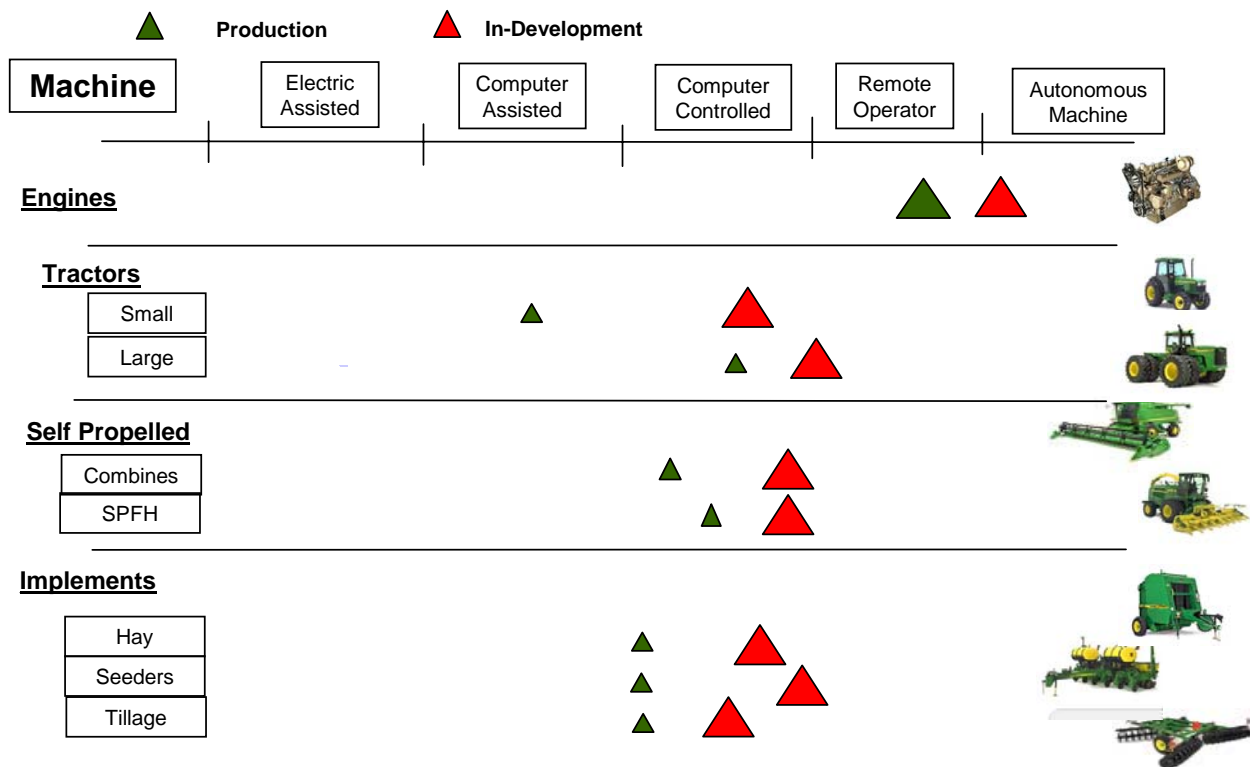 Production In-Development
Machine
Electric
Assisted
Computer
Assisted
Computer
Controlled
Remote
Operator
Autonomous
Machine
Engines
Tractors
Small
Large
Self Propelled
Combines
SPFH
Implements
Hay
Seeders
Tillage